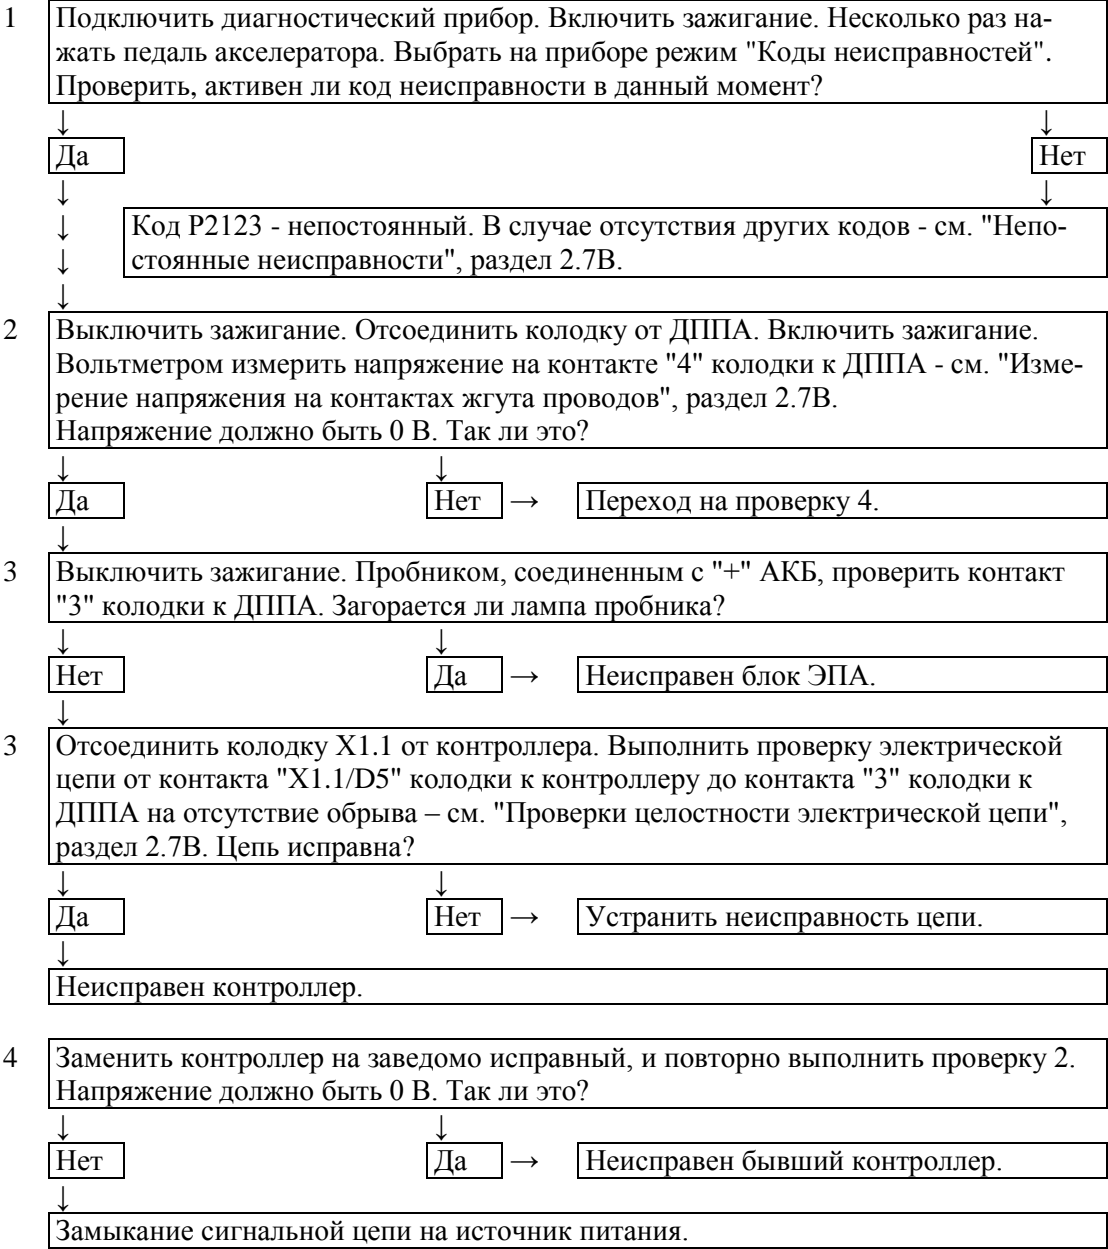 1 Подключить диагностический прибор. Включить зажигание. Несколько раз на-
жать педаль акселератора. Выбрать на приборе режим "Коды неисправностей".
Проверить, активен ли код неисправности в данный момент?
↓ ↓
Да Нет
↓ ↓
↓ Код Р2123 - непостоянный. В случае отсутствия других кодов - см. "Непо-
↓ стоянные неисправности", раздел 2.7В.
↓
2 Выключить зажигание. Отсоединить колодку от ДППА. Включить зажигание.
Вольтметром измерить напряжение на контакте "4" колодки к ДППА - см. "Изме-
рение напряжения на контактах жгута проводов", раздел 2.7В.
Напряжение должно быть 0 В. Так ли это?
↓ ↓
Да Нет → Переход на проверку 4.
↓
3 Выключить зажигание. Пробником, соединенным с "+" АКБ, проверить контакт
"3" колодки к ДППА. Загорается ли лампа пробника?
↓ ↓
Нет Да → Неисправен блок ЭПА.
↓
3 Отсоединить колодку Х1.1 от контроллера. Выполнить проверку электрической
цепи от контакта "Х1.1/D5" колодки к контроллеру до контакта "3" колодки к
ДППА на отсутствие обрыва – см. "Проверки целостности электрической цепи",
раздел 2.7В. Цепь исправна?
↓ ↓
Да Нет → Устранить неисправность цепи.
↓
Неисправен контроллер.
4 Заменить контроллер на заведомо исправный, и повторно выполнить проверку 2.
Напряжение должно быть 0 В. Так ли это?
↓ ↓
Нет Да → Неисправен бывший контроллер.
↓
Замыкание сигнальной цепи на источник питания.